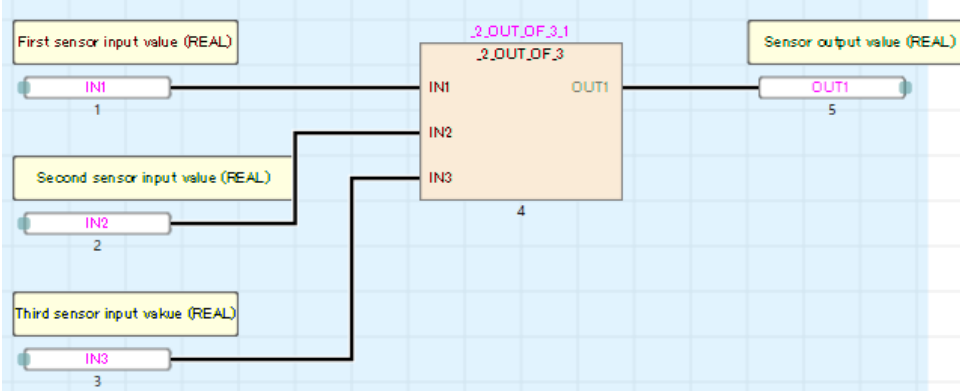 First sensor input value (REAL)
IN1
1
Second sensor input value (REAL)
IN2
2
Third sensor input vakue (REAL)
IN3
3
_2_OUT_OF_3_1
_2_OUT_OF_3
IN1 OUT1
IN2
IN3
4
Sensor output value (REAL)
OUT1
5